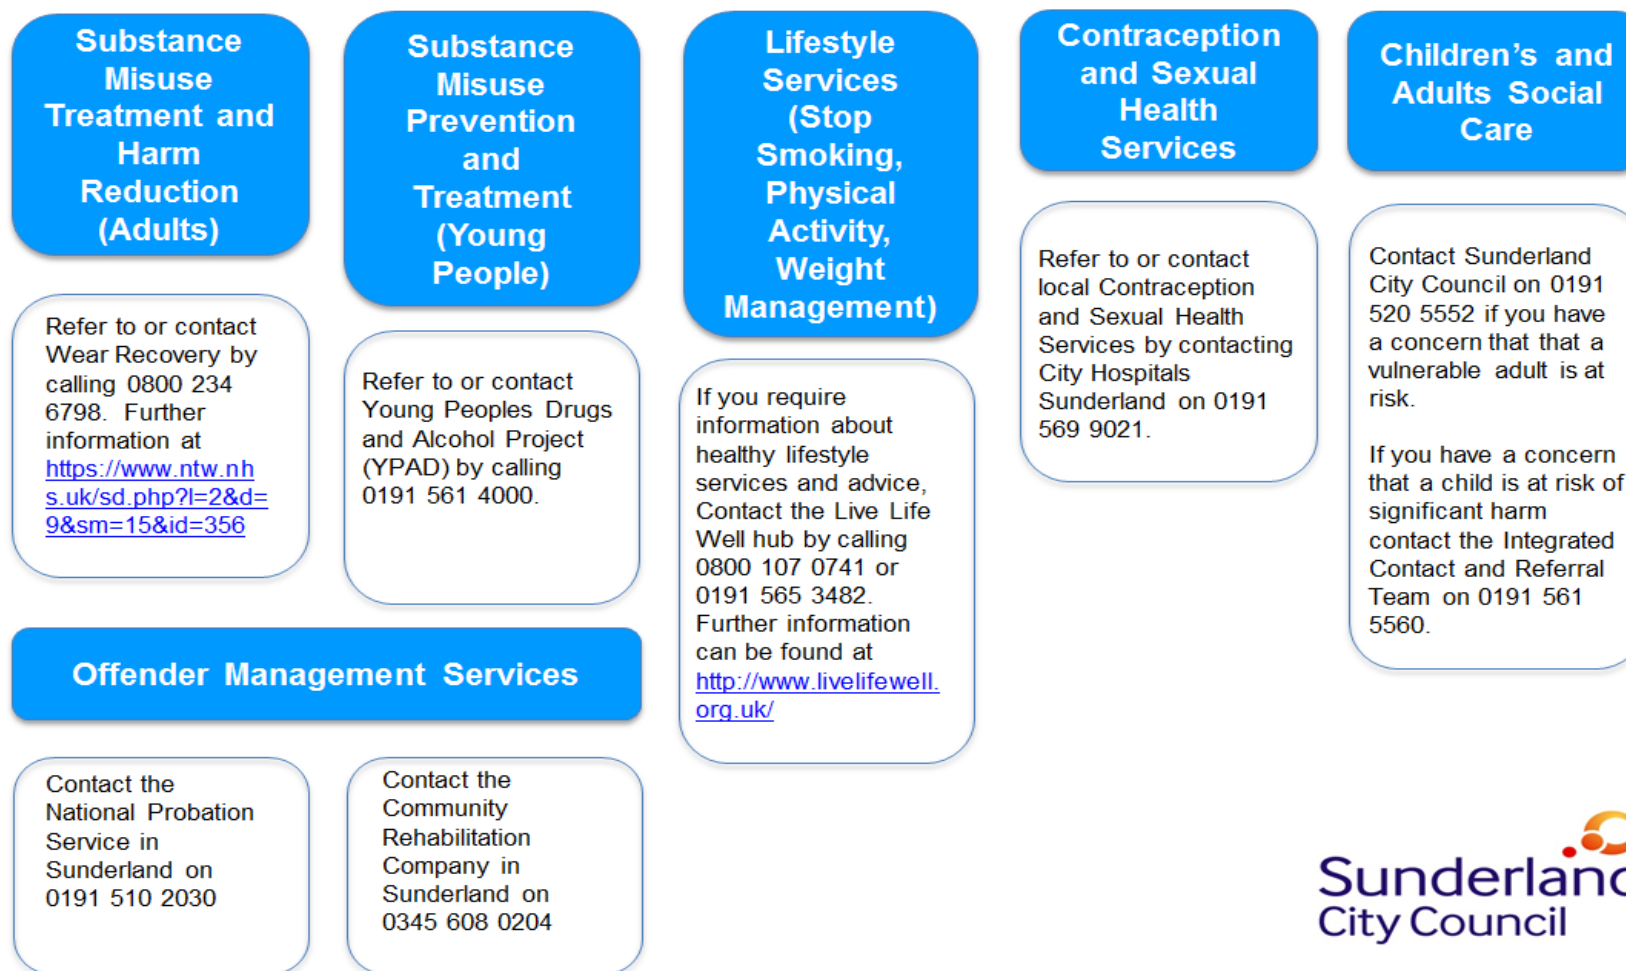 Substance
Misuse
Treatment and
Harm
Reduction
(Adults)
Refer to or contact
Wear Recovery by
calling 0800 234
6798. Further
information at
https://www.ntw.nh
s.uk/sd.php?l=2&d=
9&sm=15&id=356
Substance
Misuse
Prevention
and
Treatment
(Young
People)
Refer to or contact
Young Peoples Drugs
and Alcohol Project
(YPAD) by calling
0191 561 4000.
Lifestyle
Services
(Stop
Smoking,
Physical
Activity,
Weight
Management)
If you require
information about
healthy lifestyle
services and advice,
Contact the Live Life
Well hub by calling
0800 107 0741 or
0191 565 3482.
Further information
can be found at
http://www.livelifewell.
org.uk/
Contraception
and Sexual
Health
Services
Refer to or contact
local Contraception
and Sexual Health
Services by contacting
City Hospitals
Sunderland on 0191
569 9021.
Children's and
Adults Social
Care
Contact Sunderland
City Council on 0191
520 5552 if you have
a concern that that a
vulnerable adult is at
risk.
If you have a concern
that a child is at risk of
significant harm
contact the Integrated
Contact and Referral
Team on 0191 561
5560.
Offender Management Services
Contact the
National Probation
Service in
Sunderland on
0191 510 2030
Contact the
Community
Rehabilitation
Company in
Sunderland on
0345 608 0204
Sunderland
City Council